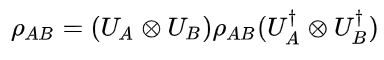 ρ_{AB} = (U_A ⊗ U_B)ρ_{AB}(U_A^† ⊗ U_B^†)